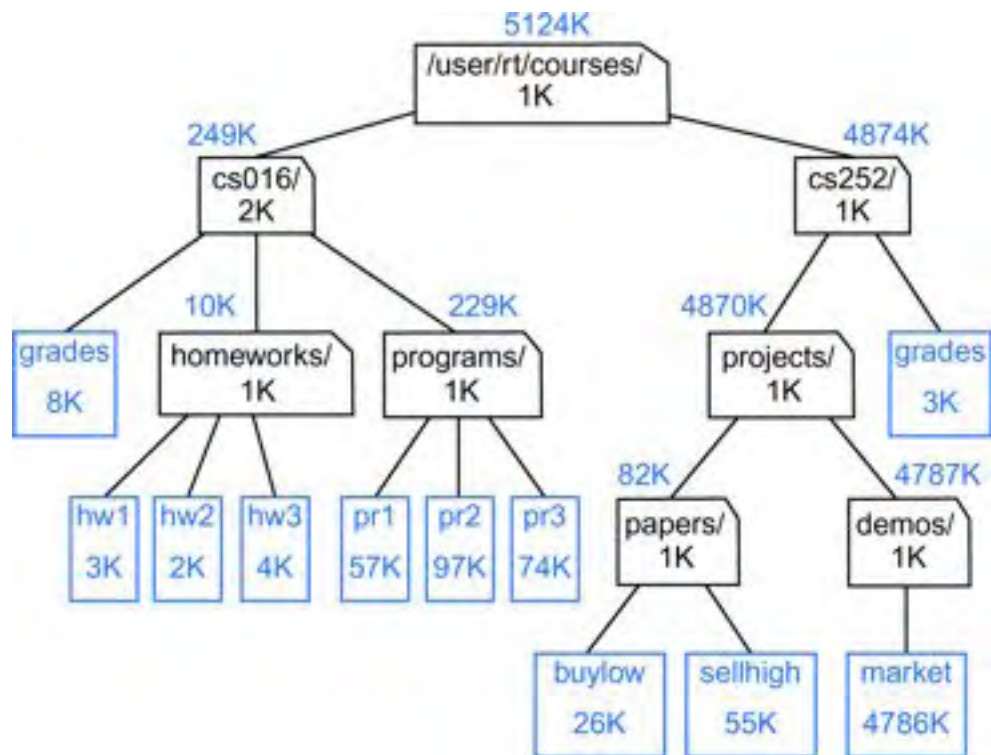 5124K
/user/rt/courses/
1K
249K
4874K
cs016/
2K
cs252/
1K
10K
229K
4870K
grades
8K
homeworks/
1K
programs/
1K
projects/
1K
grades
3K
82K
4787K
hw1
3K
hw2
2K
hw3
4K
pr1
57K
pr2
97K
pr3
74K
papers/
1K
demos/
1K
buylow
26K
sellhigh
55K
market
4786K